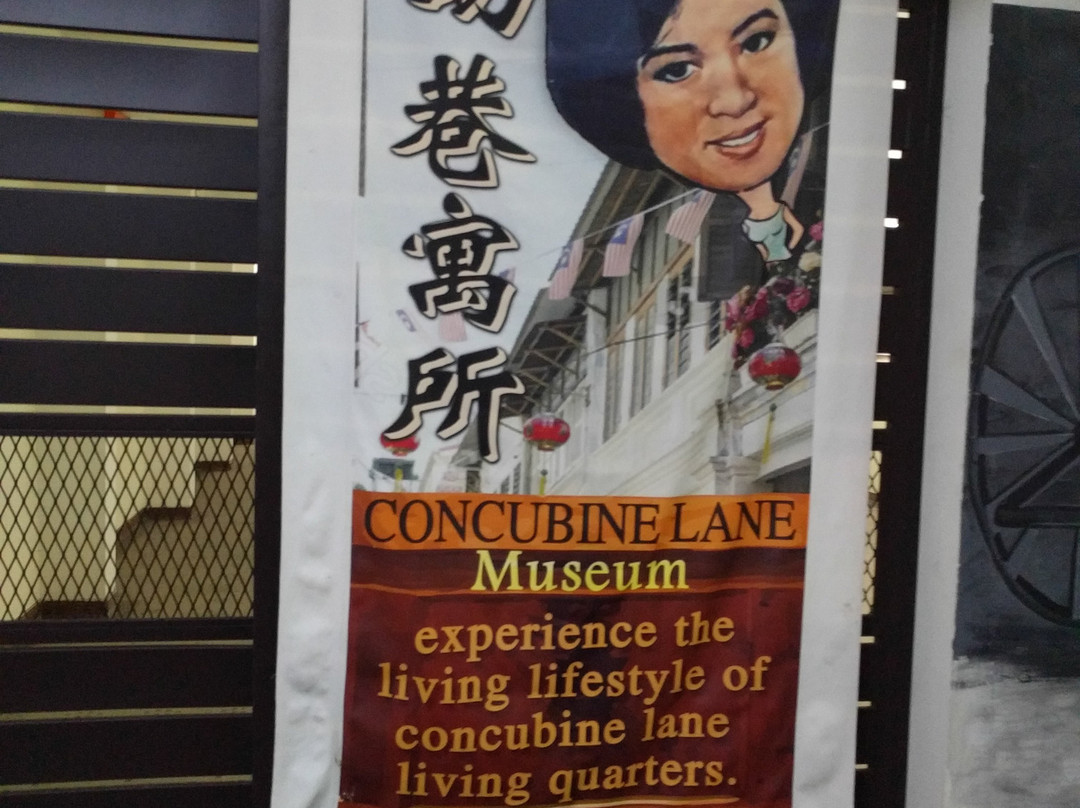 巷
寓
所
CONCUBINE LANE
Museum
experience the
living lifestyle of
concubine lane
living quarters.